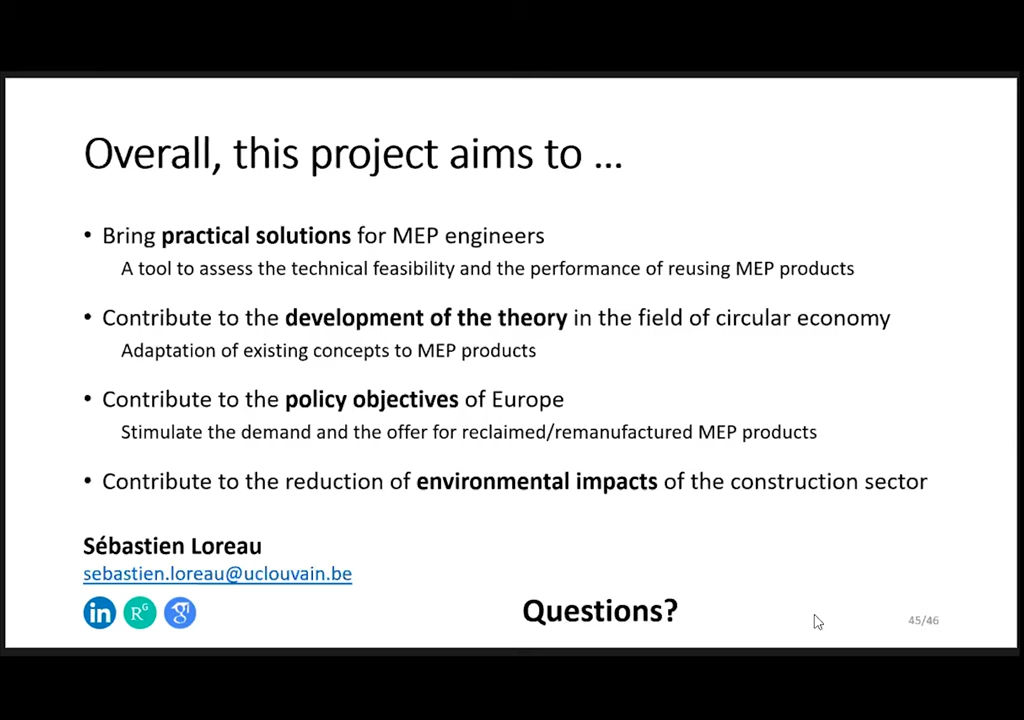 Overall, this project aims to ...
• Bring practical solutions for MEP engineers
A tool to assess the technical feasibility and the performance of reusing MEP products
• Contribute to the development of the theory in the field of circular economy
Adaptation of existing concepts to MEP products
• Contribute to the policy objectives of Europe
Stimulate the demand and the offer for reclaimed/remanufactured MEP products
• Contribute to the reduction of environmental impacts of the construction sector
Sébastien Loreau
sebastien.loreau@uclouvain.be
in RG g
Questions?
45/46